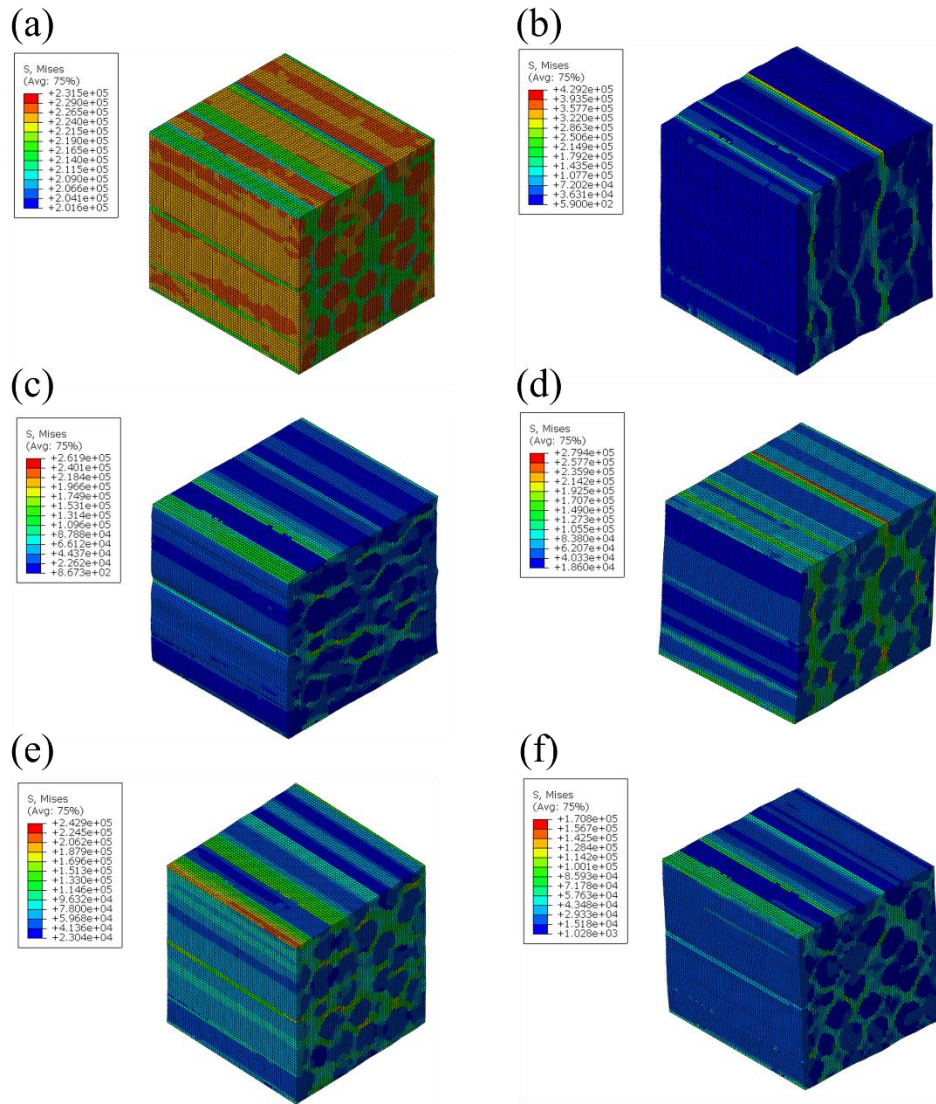 (a)
S, Mises
(Avg: 75%)
+2.315e+05
+2.290e+05
+2.265e+05
+2.240e+05
+2.215e+05
+2.190e+05
+2.165e+05
+2.140e+05
+2.115e+05
+2.090e+05
+2.066e+05
+2.041e+05
+2.016e+05
(b)
S, Mises
(Avg: 75%)
+4.292e+05
+3.935e+05
+3.577e+05
+3.220e+05
+2.863e+05
+2.506e+05
+2.149e+05
+1.792e+05
+1.435e+05
+1.077e+05
+7.202e+04
+3.631e+04
+5.900e+02
(c)
S, Mises
(Avg: 75%)
+2.619e+05
+2.401e+05
+2.184e+05
+1.966e+05
+1.749e+05
+1.531e+05
+1.314e+05
+1.096e+05
+8.788e+04
+6.612e+04
+4.437e+04
+2.262e+04
+8.673e+02
(d)
S, Mises
(Avg: 75%)
+2.794e+05
+2.577e+05
+2.359e+05
+2.142e+05
+1.925e+05
+1.707e+05
+1.490e+05
+1.273e+05
+1.055e+05
+8.380e+04
+6.207e+04
+4.033e+04
+1.860e+04
(e)
S, Mises
(Avg: 75%)
+2.429e+05
+2.245e+05
+2.062e+05
+1.879e+05
+1.696e+05
+1.513e+05
+1.330e+05
+1.146e+05
+9.632e+04
+7.800e+04
+5.968e+04
+4.136e+04
+2.304e+04
(f)
S, Mises
(Avg: 75%)
+1.708e+05
+1.567e+05
+1.425e+05
+1.284e+05
+1.142e+05
+1.001e+05
+8.593e+04
+7.178e+04
+5.763e+04
+4.348e+04
+2.933e+04
+1.518e+04
+1.028e+03